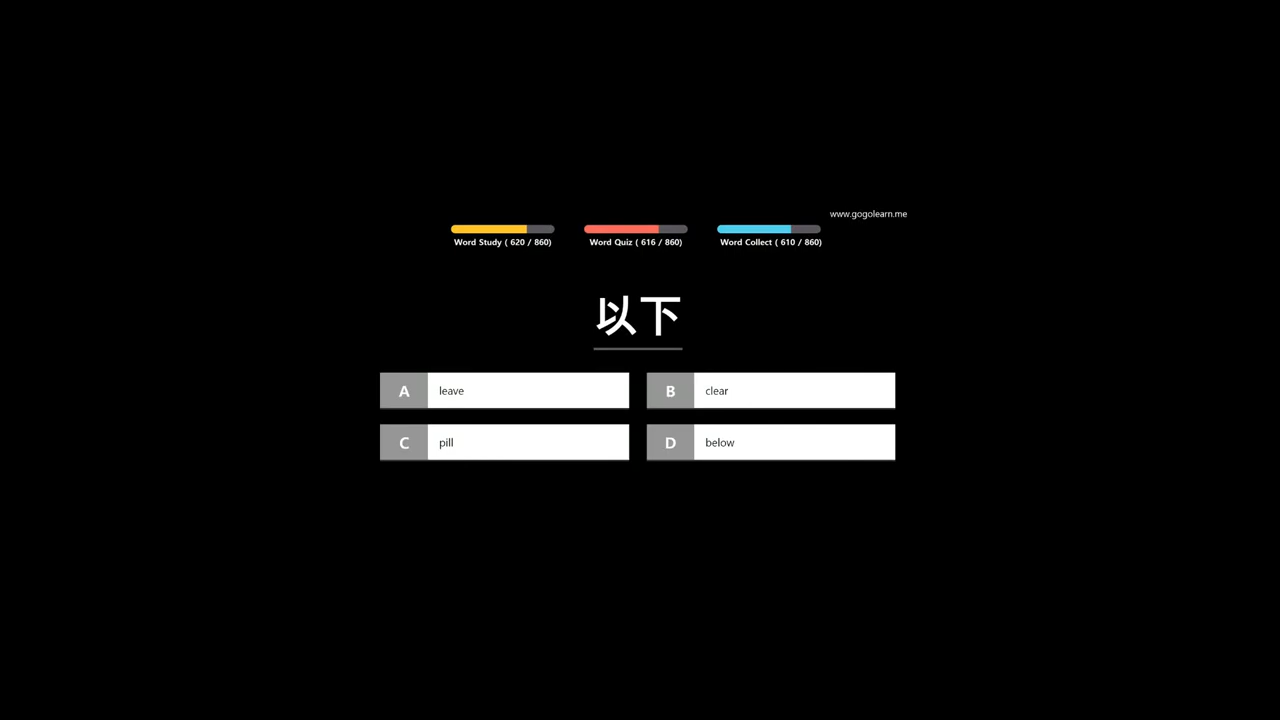 www.gogolearn.me
Word Study ( 620 / 860)
Word Quiz ( 616 / 860)
Word Collect ( 610 / 860)
以下
A leave
B clear
C pill
D below